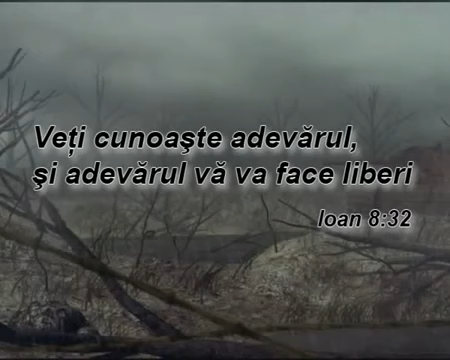 Veți cunoaşte adevărul,
şi adevărul vă va face liberi
Ioan 8:32